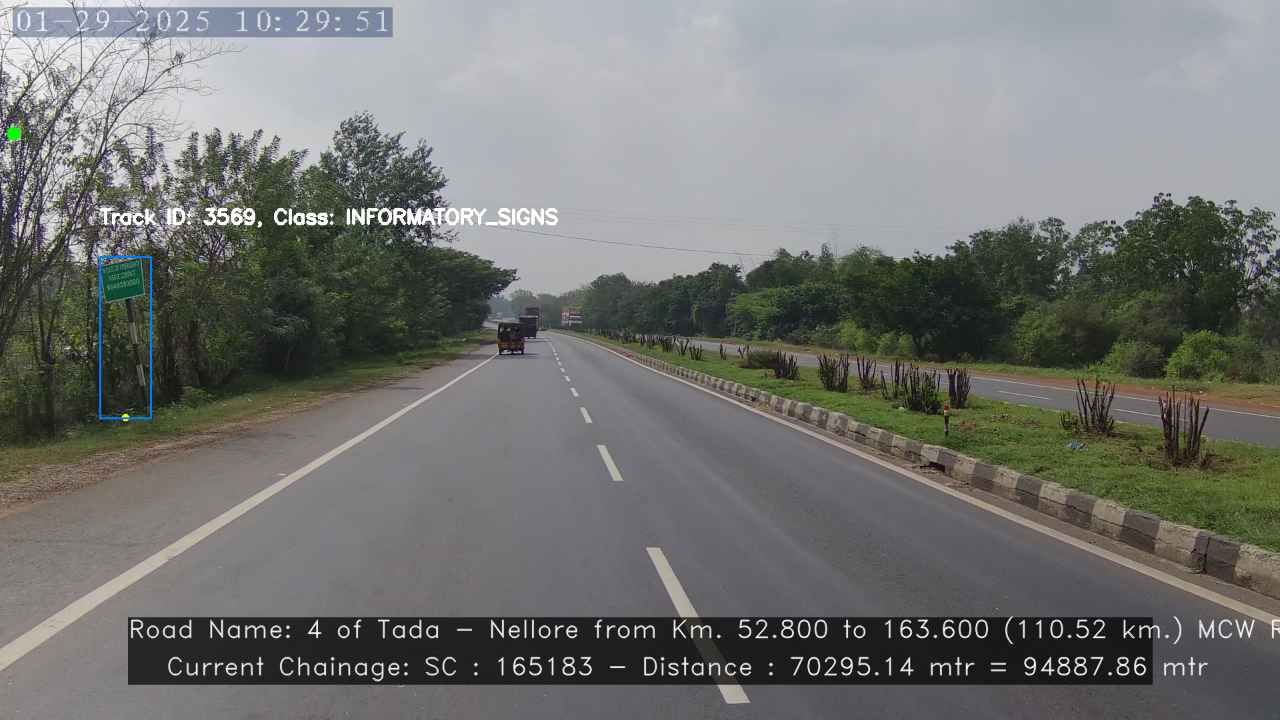 01-29-2025 10:29:51
Track ID: 3569, Class: INFORMATORY_SIGNS
Road Name: 4 of Tada - Nellore from Km. 52.800 to 163.600 (110.52 km.) MCW
Current Chainage: SC : 165183 - Distance : 70295.14 mtr = 94887.86 mtr